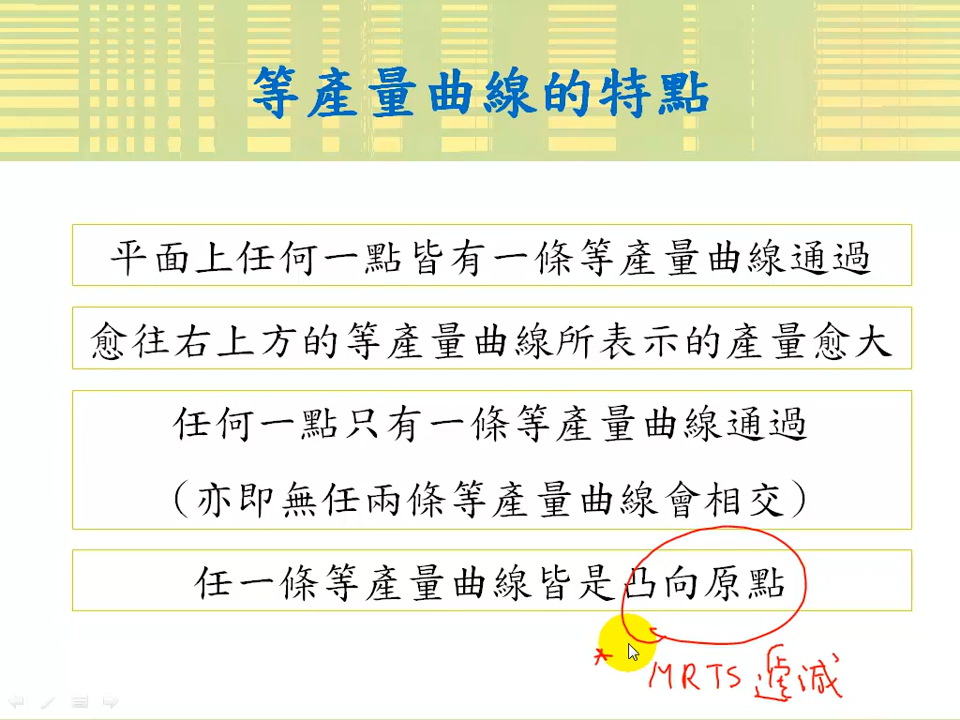 等產量曲線的特點
平面上任何一點皆有一條等產量曲線通過
愈往右上方的等產量曲線所表示的產量愈大
任何一點只有一條等產量曲線通過
（亦即無任兩條等產量曲線會相交）
任一條等產量曲線皆是凸向原點
* MRTS 遞減